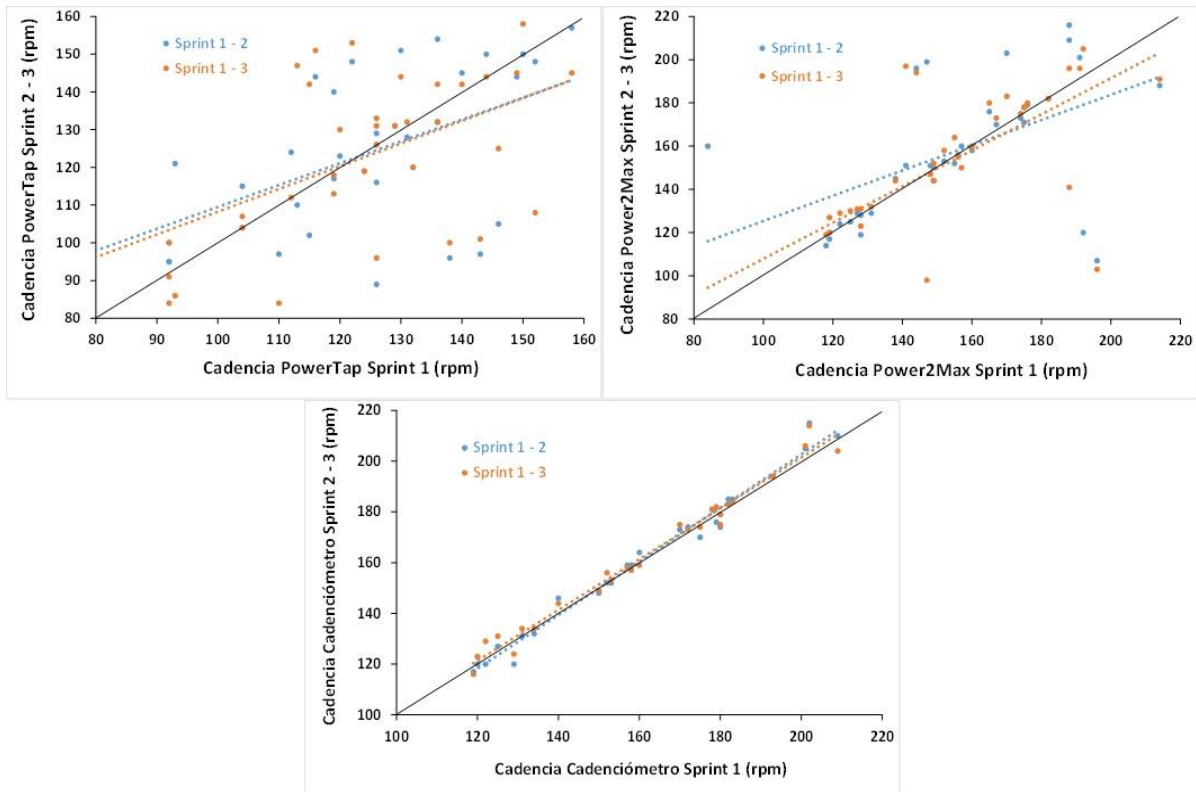 Cadencia PowerTap Sprint 2 - 3 (rpm)
160
150
140
130
120
110
100
90
80
Sprint 1 - 2
Sprint 1 - 3
80 90 100 110 120 130 140 150 160
Cadencia PowerTap Sprint 1 (rpm)
Cadencia Power2Max Sprint 2 - 3 (rpm)
220
200
180
160
140
120
100
80
Sprint 1 - 2
Sprint 1 - 3
80 100 120 140 160 180 200 220
Cadencia Power2Max Sprint 1 (rpm)
Cadencia Cadenciómetro Sprint 2 - 3 (rpm)
220
200
180
160
140
120
100
Sprint 1 - 2
Sprint 1 - 3
100 120 140 160 180 200 220
Cadencia Cadenciómetro Sprint 1 (rpm)